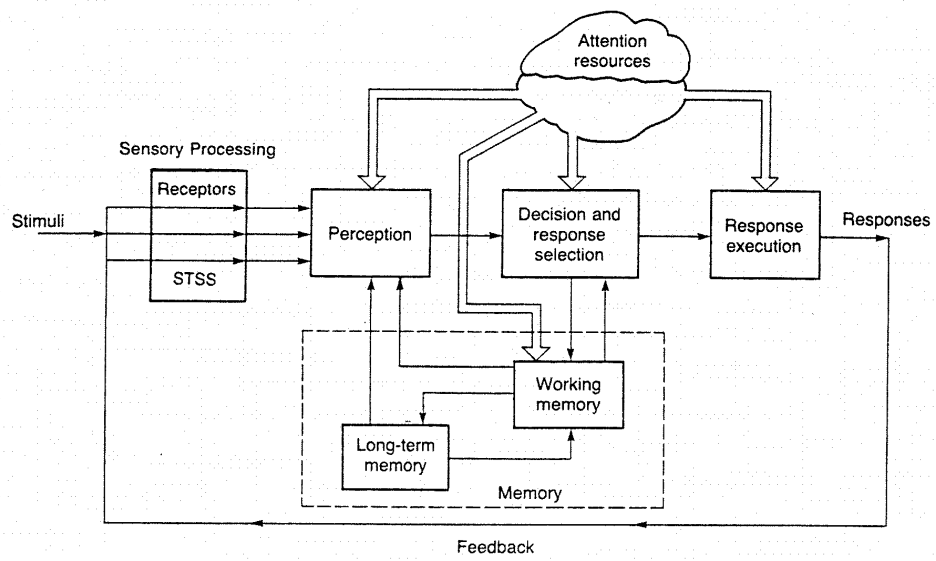 Attention
resources
Sensory Processing
Receptors
Stimuli
STSS
Perception
Decision and
response
selection
Response
execution
Responses
Working
memory
Long-term
memory
Memory
Feedback